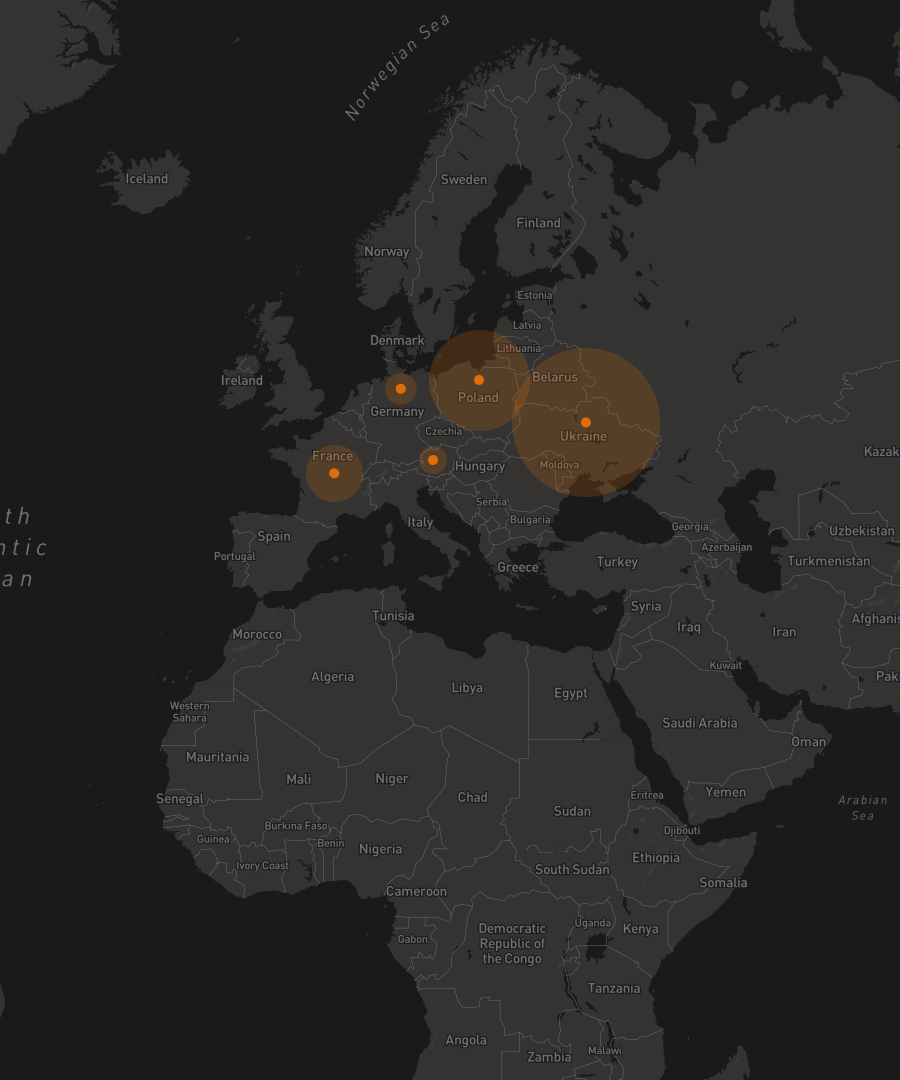 Norwegian Sea
Iceland
Sweden
Finland
Norway
Estonia
Latvia
Denmark
Lithuania
Ireland
Belarus
Poland
Germany
Czechia
Ukraine
France
Hungary
Moldova
Kazak
Serbia
th
ntic
an
Italy
Bulgaria
Spain
Georgia
Uzbekistan
Portugal
Azerbaijan
Greece
Turkey
Turkmenistan
Syria
Tunisia
Afghanis
Morocco
Iraq
Iran
Kuwait
Algeria
Pak
Libya
Egypt
Western
Sahara
Saudi Arabia
Oman
Mauritania
Mali
Niger
Yemen
Senegal
Chad
Eritrea
Arabian
Sea
Sudan
Burkina Faso
Djibouti
Guinea
Benin
Nigeria
Ethiopia
Ivory Coast
South Sudan
Somalia
Cameroon
Uganda
Democratic
Republic of
the Congo
Kenya
Gabon
Tanzania
Angola
Malawi
Zambia